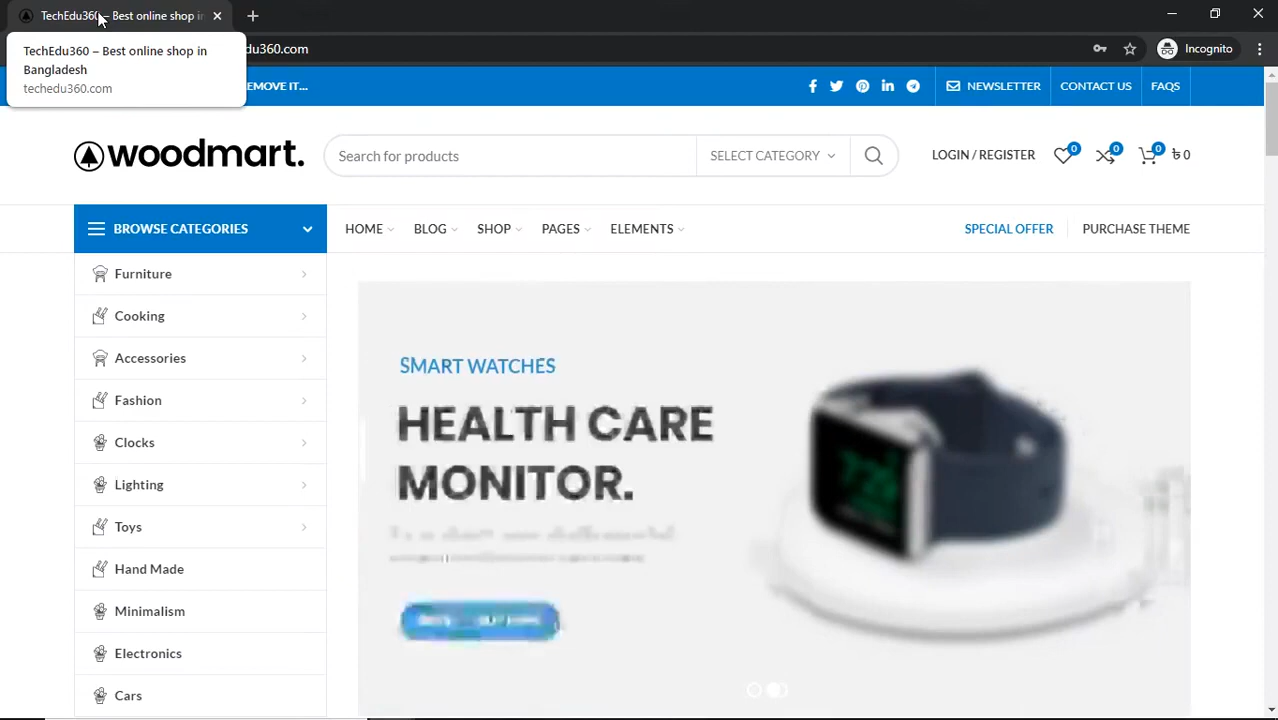 TechEdu360 – Best online shop in
TechEdu360 – Best online shop in
Bangladesh
techedu360.com
du360.com
Incognito
EMOVE IT...
NEWSLETTER
CONTACT US
FAQS
woodmart.
Search for products
SELECT CATEGORY
LOGIN / REGISTER
0
0
0
৳ 0
BROWSE CATEGORIES
HOME
BLOG
SHOP
PAGES
ELEMENTS
SPECIAL OFFER
PURCHASE THEME
Furniture
Cooking
Accessories
Fashion
Clocks
Lighting
Toys
Hand Made
Minimalism
Electronics
Cars
SMART WATCHES
HEALTH CARE
MONITOR.